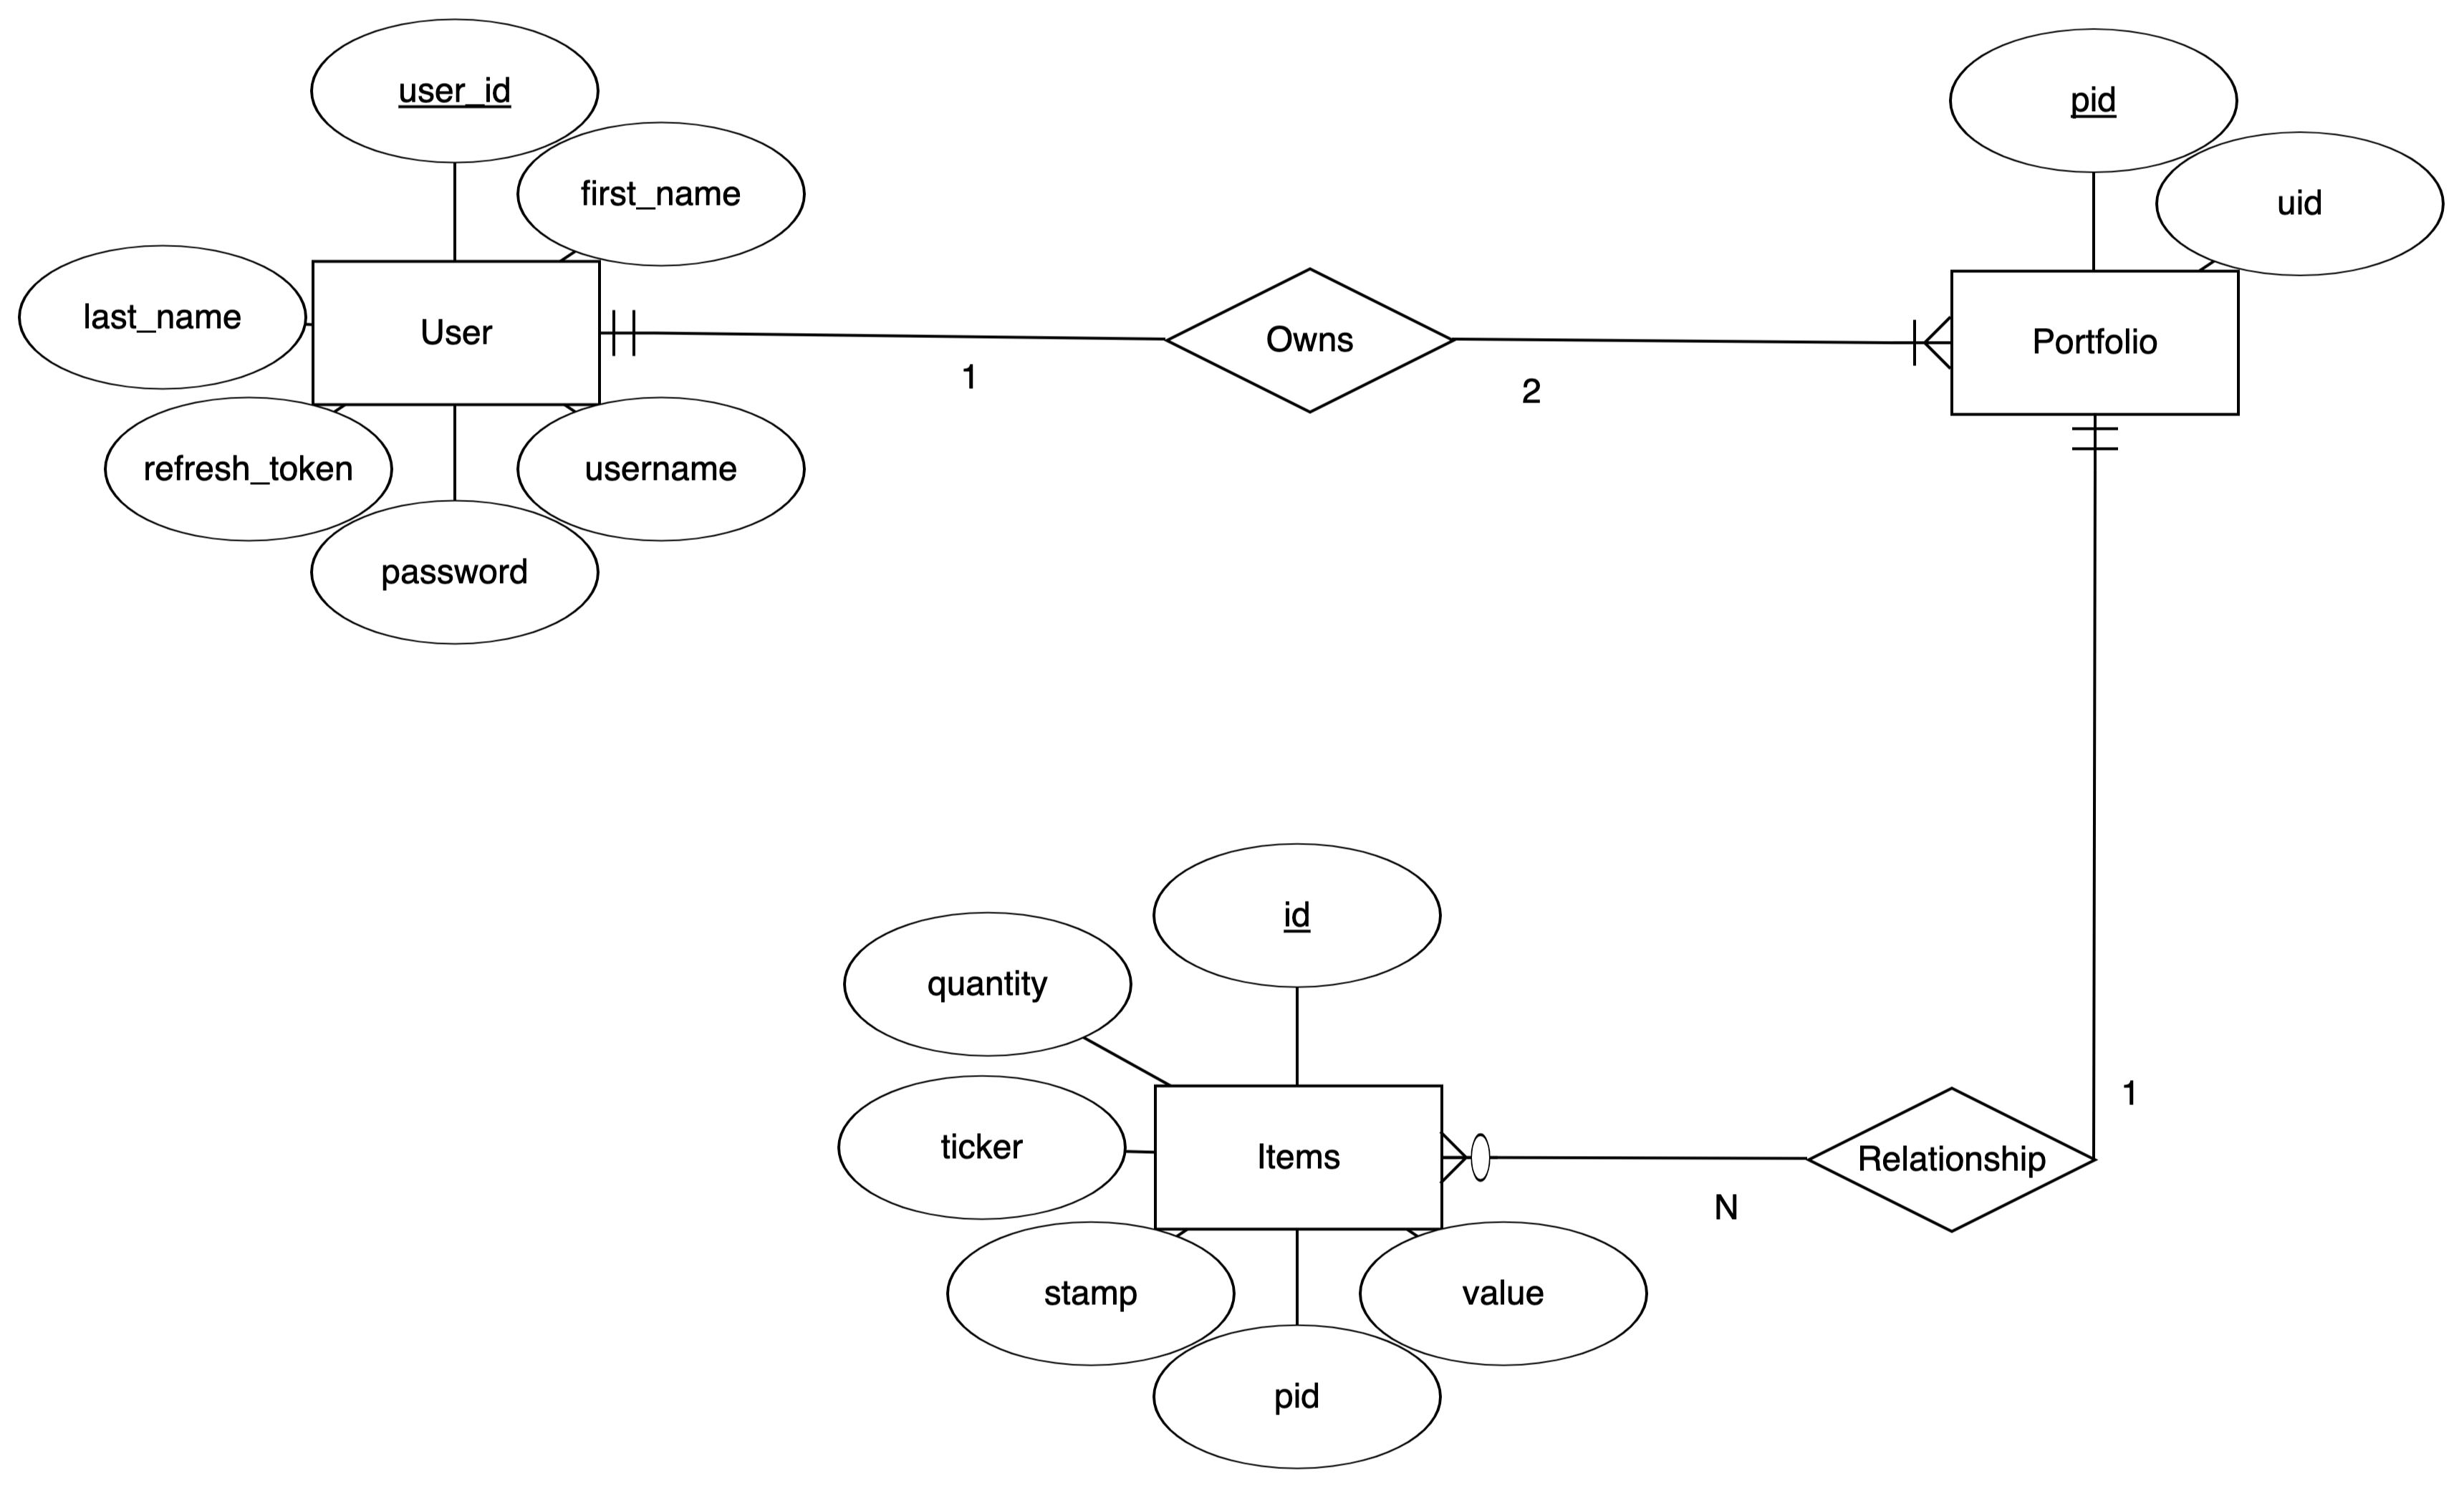 user_id
pid
first_name
uid
last_name
User
Owns
Portfolio
1
2
refresh_token
username
password
id
quantity
1
ticker
Items
Relationship
N
stamp
value
pid